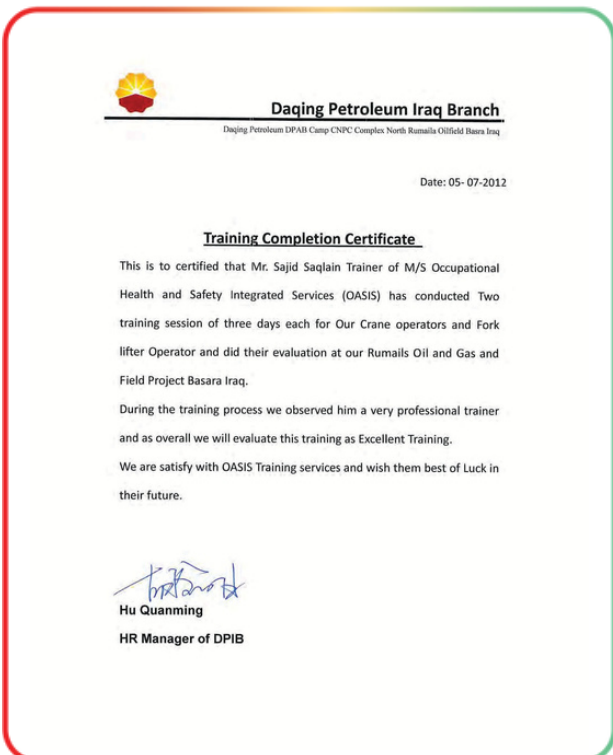 Daqing Petroleum Iraq Branch
Daqing Petroleum DPAB Camp CNPC Complex North Rumaila Oilfield Basra Iraq
Date: 05- 07-2012
Training Completion Certificate
This is to certified that Mr. Sajid Saqlain Trainer of M/S Occupational
Health and Safety Integrated Services (OASIS) has conducted Two
training session of three days each for Our Crane operators and Fork
lifter Operator and did their evaluation at our Rumails Oil and Gas and
Field Project Basara Iraq.
During the training process we observed him a very professional trainer
and as overall we will evaluate this training as Excellent Training.
We are satisfy with OASIS Training services and wish them best of Luck in
their future.
Hu Quanming
HR Manager of DPIB